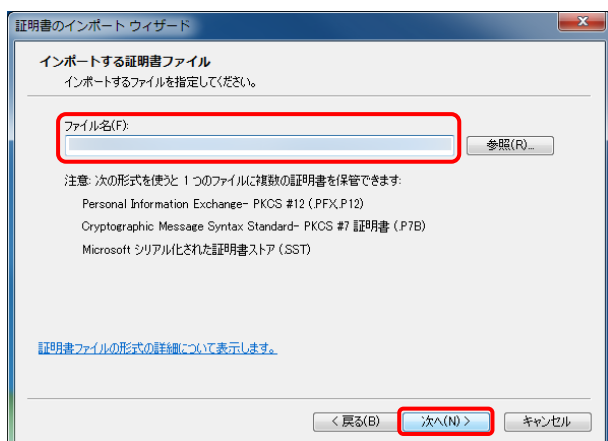 証明書のインポート ウィザード
インポートする証明書ファイル
インポートするファイルを指定してください。
ファイル名(F):
参照(R)...
注意: 次の形式を使うと 1 つのファイルに複数の証明書を保管できます:
Personal Information Exchange- PKCS #12 (.PFX,.P12)
Cryptographic Message Syntax Standard- PKCS #7 証明書 (.P7B)
Microsoft シリアル化された証明書ストア (.SST)
証明書ファイルの形式の詳細について表示します。
< 戻る(B) 次へ(N) > キャンセル